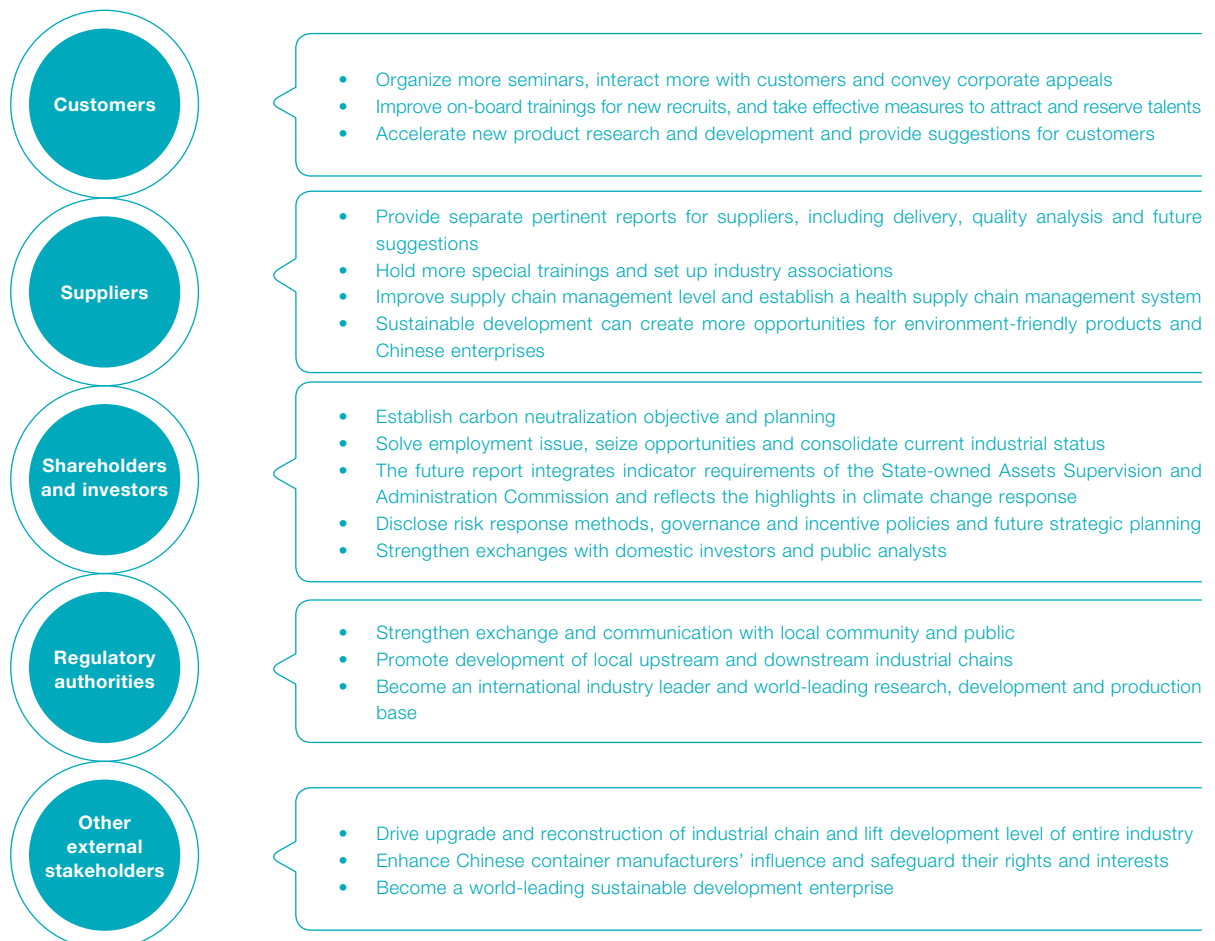 Customers
• Organize more seminars, interact more with customers and convey corporate appeals
• Improve on-board trainings for new recruits, and take effective measures to attract and reserve talents
• Accelerate new product research and development and provide suggestions for customers
Suppliers
• Provide separate pertinent reports for suppliers, including delivery, quality analysis and future
suggestions
• Hold more special trainings and set up industry associations
• Improve supply chain management level and establish a health supply chain management system
• Sustainable development can create more opportunities for environment-friendly products and
Chinese enterprises
Shareholders
and investors
• Establish carbon neutralization objective and planning
• Solve employment issue, seize opportunities and consolidate current industrial status
• The future report integrates indicator requirements of the State-owned Assets Supervision and
Administration Commission and reflects the highlights in climate change response
• Disclose risk response methods, governance and incentive policies and future strategic planning
• Strengthen exchanges with domestic investors and public analysts
Regulatory
authorities
• Strengthen exchange and communication with local community and public
• Promote development of local upstream and downstream industrial chains
• Become an international industry leader and world-leading research, development and production
base
Other
external
stakeholders
• Drive upgrade and reconstruction of industrial chain and lift development level of entire industry
• Enhance Chinese container manufacturers’ influence and safeguard their rights and interests
• Become a world-leading sustainable development enterprise